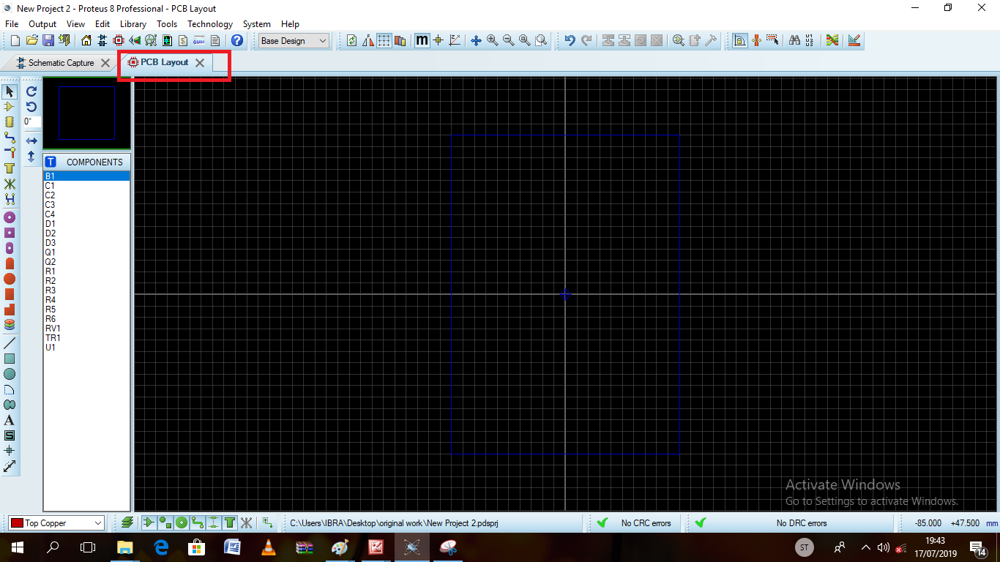 New Project 2 - Proteus 8 Professional - PCB Layout
File Output View Edit Library Tools Technology System Help
Base Design
Schematic Capture
PCB Layout
0°
T COMPONENTS
B1
C1
C2
C3
C4
D1
D2
D3
Q1
Q2
R1
R2
R3
R4
R5
R6
RV1
TR1
U1
Activate Windows
Go to Settings to activate Windows.
Top Copper
C:\Users\IBRA\Desktop\original work\New Project 2.pdsprj
No CRC errors
No DRC errors
-85.000 +47.500 mm
ST
19:43
17/07/2019
14